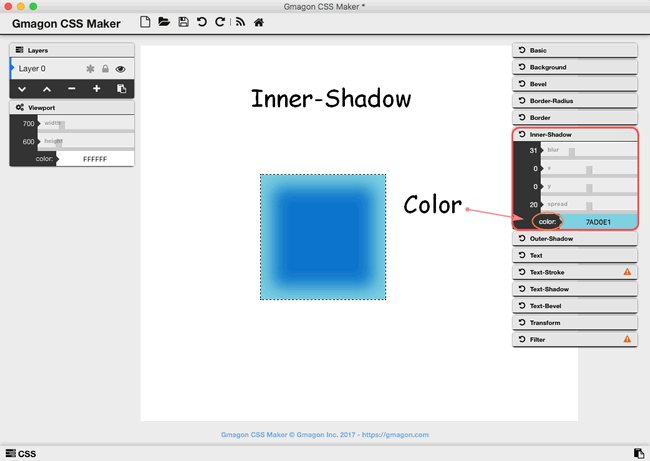 Gmagon CSS Maker *
Gmagon CSS Maker
Layers
Layer 0
Viewport
700 width
600 height
color: FFFFFF
Inner-Shadow
Color
Basic
Background
Bevel
Border-Radius
Border
Inner-Shadow
31 blur
0 x
0 y
20 spread
color: 7AD0E1
Outer-Shadow
Text
Text-Stroke
Text-Shadow
Text-Bevel
Transform
Filter
Gmagon CSS Maker © Gmagon Inc. 2017 - https://gmagon.com
CSS